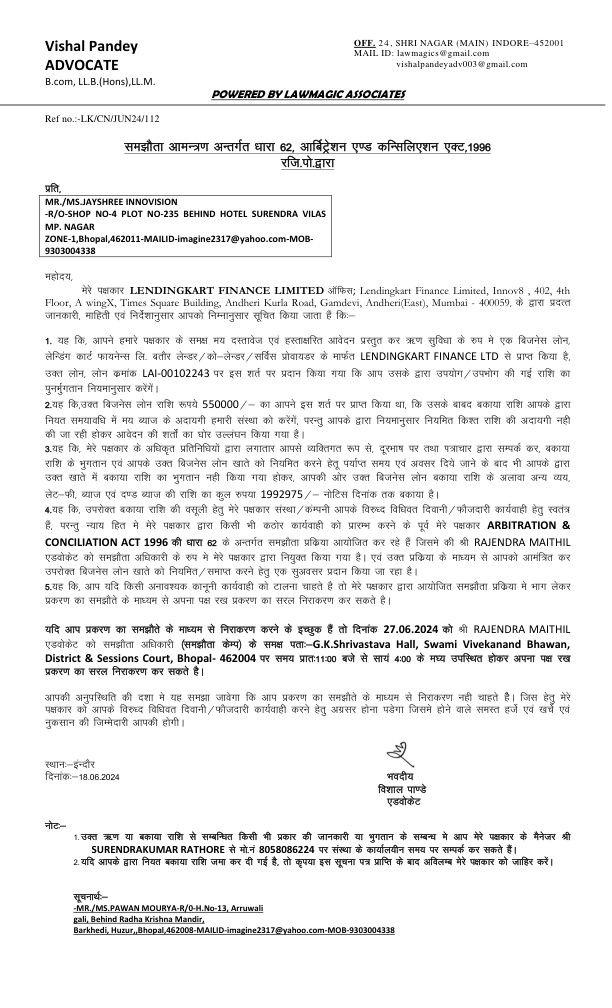 Vishal Pandey
ADVOCATE
B.com, LL.B.(Hons),LL.M.
OFF. 24, SHRI NAGAR (MAIN) INDORE-452001
MAIL ID: lawmagics@gmail.com
vishalpandeyadv003@gmail.com
POWERED BY LAWMAGIC ASSOCIATES
Ref no.:-LK/CN/JUN24/112
समझौता आमन्त्रण अन्तर्गत धारा 62, आर्बिट्रेशन एण्ड कन्सिलिएशन एक्ट,1996
रजि.पो.द्वारा
प्रति,
MR./MS.JAYSHREE INNOVISION
-R/O-SHOP NO-4 PLOT NO-235 BEHIND HOTEL SURENDRA VILAS
MP. NAGAR
ZONE-1,Bhopal,462011-MAILID-imagine2317@yahoo.com-MOB-
9303004338
महोदय,
मेरे पक्षकार LENDINGKART FINANCE LIMITED ऑफिस; Lendingkart Finance Limited, Innov8 , 402, 4th
Floor, A wingX, Times Square Building, Andheri Kurla Road, Gamdevi, Andheri(East), Mumbai - 400059, के द्वारा प्रदत्त
जानकारी, माहिती एवं निर्देशानुसार आपको निम्नानुसार सूचित किया जाता हैं कि:–
1. यह कि, आपने हमारे पक्षकार के समक्ष मय दस्तावेज एवं हस्ताक्षरित आवेदन प्रस्तुत कर ऋण सुविधा के रुप मे एक बिजनेस लोन,
लेन्डिंग कार्ट फायनेन्स लि. बतौर लेन्डर/को–लेन्डर/सर्विस प्रोवायडर के मार्फत LENDINGKART FINANCE LTD से प्राप्त किया है,
उक्त लोन, लोन क्रमांक LAI-00102243 पर इस शर्त पर प्रदान किया गया कि आप उसके द्वारा उपयोग/उपभोग की गई राशि का
पुनर्मुगतान नियमानुसार करेंगें।
2.यह कि,उक्त बिजनेस लोन राशि रूपये 550000/– का आपने इस शर्त पर प्राप्त किया था, कि उसके बाबद बकाया राशि आपके द्वारा
नियत समयावधि में मय ब्याज के अदायगी हमारी संस्था को करेंगें, परन्तु आपके द्वारा नियमानुसार नियमित किश्त राशि की अदायगी नही
की जा रही होकर आवेदन की शर्तों का घोर उल्लंघन किया गया है।
3.यह कि, मेरे पक्षकार के अधिकृत प्रतिनिधियों द्वारा लगातार आपसे व्यक्तिगत रूप से, दूरभाष पर तथा पत्राचार द्वारा सम्पर्क कर, बकाया
राशि के भुगतान एवं आपके उक्त बिजनेस लोन खाते को नियमित करने हेतू पर्याप्त समय एवं अवसर दिये जाने के बाद भी आपके द्वारा
उक्त खाते में बकाया राशि का भुगतान नही किया गया होकर, आपकी ओर उक्त बिजनेस बकाया राशि के अलावा अन्य व्यय,
लेट–फी, ब्याज एवं दण्ड ब्याज की राशि का कुल रुपया 1992975/– नोटिस दिनांक तक बकाया है।
4.यह कि, उपरोक्त बकाया राशि की वसूली हेतु मेरे पक्षकार संस्था/कंम्पनी आपके विरुध्द विधिवत दिवानी/फौजदारी कार्यवाही हेतु स्वतंत्र
हैं, परन्तु न्याय हित मे मेरे पक्षकार द्वारा किसी भी कठोर कार्यवाही को प्रारम्भ करने के पूर्व मेरे पक्षकार ARBITRATION &
CONCILIATION ACT 1996 की धारा 62 के अन्तर्गत समझौता प्रकिया आयोजित कर रहे हैं जिसमे की श्री RAJENDRA MAITHIL
एडवोकेट को समझौता अधिकारी के रुप मे मेरे पक्षकार द्वारा नियुक्त किया गया है। एवं उक्त प्रकिया के माध्यम से आपको आमंत्रित कर
उपरोक्त बिजनेस लोन खाते को नियमित/समाप्त करने हेतु एक सुअवसर प्रदान किया जा रहा है।
5.यह कि, आप यदि किसी अनावश्यक कानूनी कार्यवाही को टालना चाहते है तो मेरे पक्षकार द्वारा आयोजित समझौता प्रकिया मे भाग लेकर
प्रकरण का समझौते के माध्यम से अपना पक्ष रख प्रकरण का सरल निराकरण कर सकते है।
यदि आप प्रकरण का समझौते के माध्यम से निराकरण करने के इच्छुक हैं तो दिनांक 27.06.2024 को श्री RAJENDRA MAITHIL
एडवोकेट को समझौता अधिकारी (समझौता केम्प) के समक्ष पता:–G.K.Shrivastava Hall, Swami Vivekanand Bhawan,
District & Sessions Court, Bhopal- 462004 पर समय प्रात:11:00 बजे से सायं 4:00 के मघ्य उपस्थित होकर अपना पक्ष रख
प्रकरण का सरल निराकरण कर सकते है।
आपकी अनुपस्थिति की दशा मे यह समझा जावेगा कि आप प्रकरण का समझौते के माध्यम से निराकरण नही चाहते हैै। जिस हेतु मेरे
पक्षकार को आपके विरुध्द विधिवत दिवानी/फौजदारी कार्यवाही करने हेतु अग्रसर होना पडेगा जिसमे होने वाले समस्त हर्जे एवं खर्चे एवं
नुकसान की जिम्मेदारी आपकी होगी।
स्थान:–इंन्दौर
दिनांक:–18.06.2024
भवदीय
विशाल पाण्डे
एडवोकेट
नोट:–
1.उक्त ऋण या बकाया राशि से सम्बन्धित किसी भी प्रकार की जानकारी या भुगतान के सम्बन्ध मे आप मेरे पक्षकार के मैनेजर श्री
SURENDRAKUMAR RATHORE से मो.नं 8058086224 पर संस्था के कार्यालयीन समय पर सम्पर्क कर सकते हैं।
2.यदि आपके द्वारा नियत बकाया राशि जमा कर दी गई है, तो कृपया इस सूचना पत्र प्राप्ति के बाद अविलम्ब मेरे पक्षकार को जाहिर करें।
सूचनार्थ:–
-MR./MS.PAWAN MOURYA-R/0-H.No-13, Arruwali
gali, Behind Radha Krishna Mandir,
Barkhedi, Huzur,,Bhopal,462008-MAILID-imagine2317@yahoo.com-MOB-9303004338